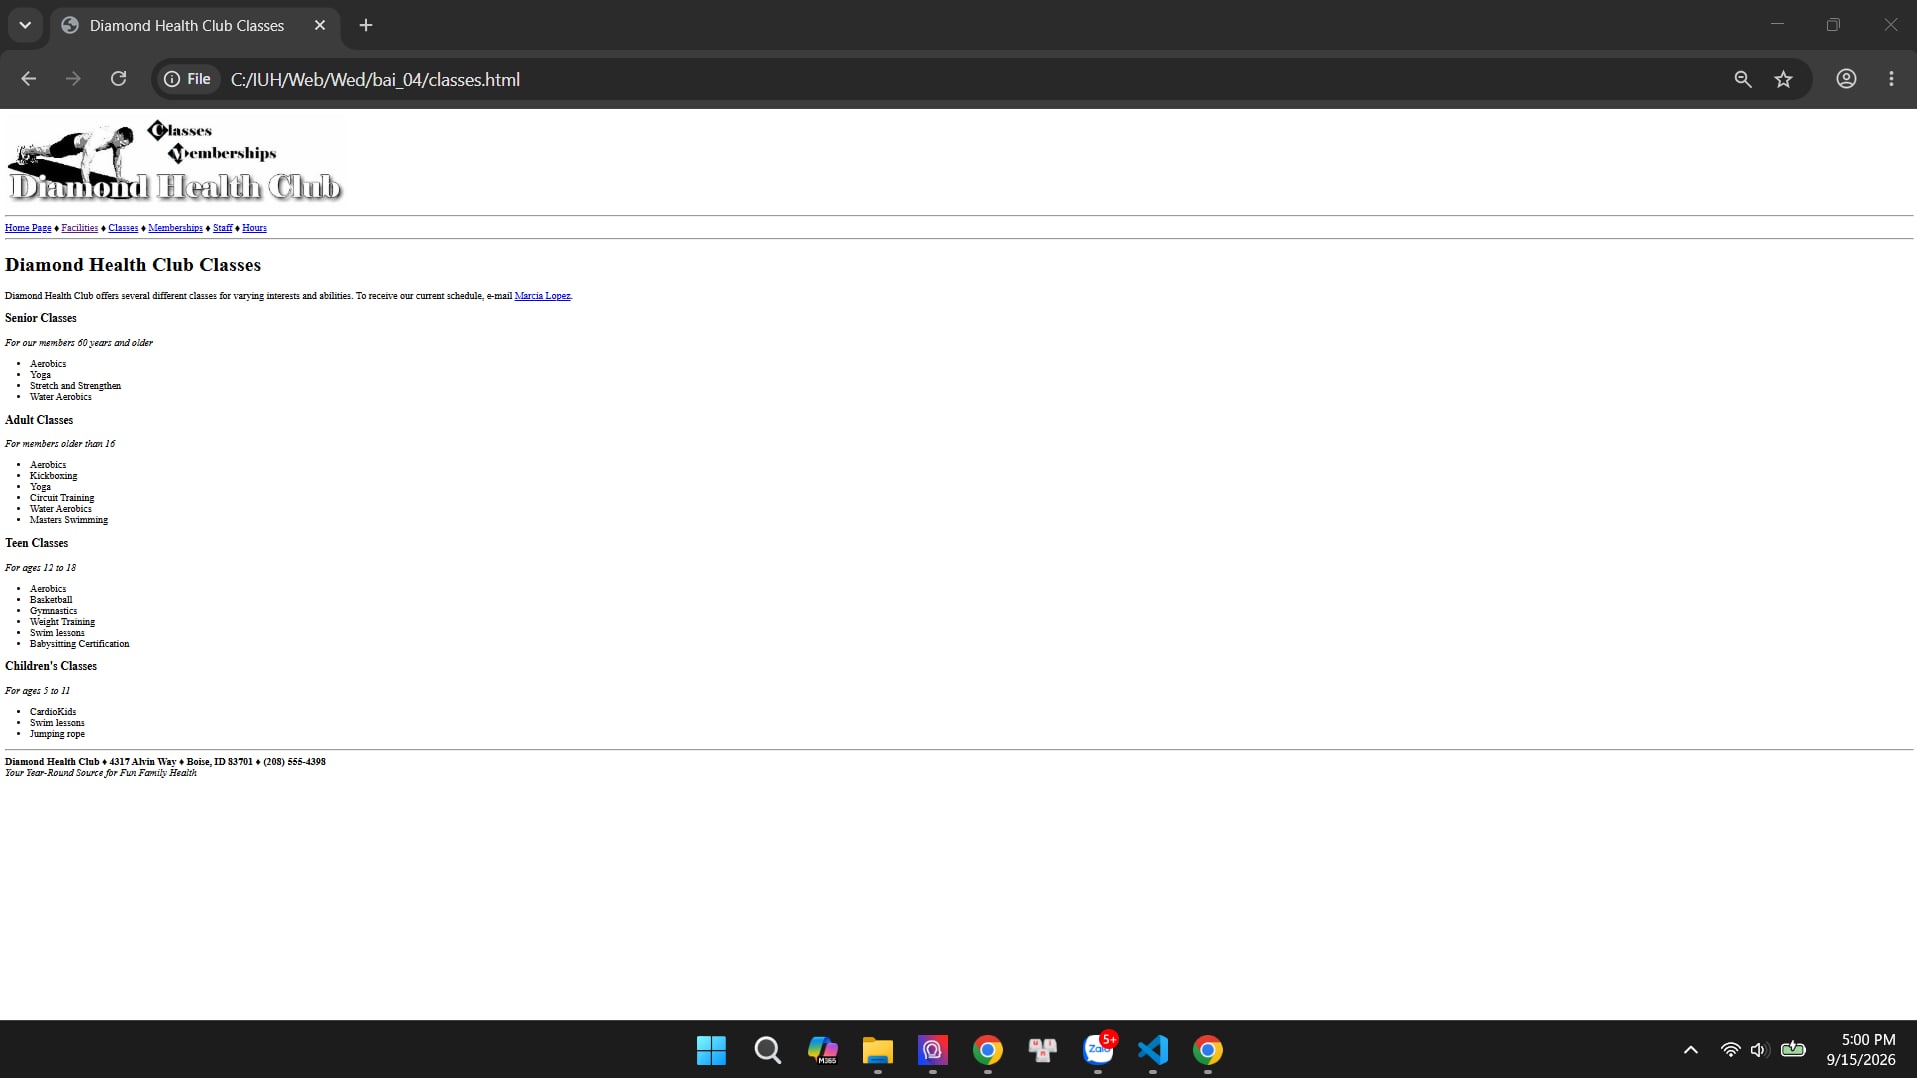 Diamond Health Club Classes
File
C:/IUH/Web/Wed/bai_04/classes.html
Classes
Memberships
Diamond Health Club
Home Page ♦ Facilities ♦ Classes ♦ Memberships ♦ Staff ♦ Hours
Diamond Health Club Classes
Diamond Health Club offers several different classes for varying interests and abilities. To receive our current schedule, e-mail Marcia Lopez.
Senior Classes
For our members 60 years and older
• Aerobics
• Yoga
• Stretch and Strengthen
• Water Aerobics
Adult Classes
For members older than 16
• Aerobics
• Kickboxing
• Yoga
• Circuit Training
• Water Aerobics
• Masters Swimming
Teen Classes
For ages 12 to 18
• Aerobics
• Basketball
• Gymnastics
• Weight Training
• Swim lessons
• Babysitting Certification
Children's Classes
For ages 5 to 11
• CardioKids
• Swim lessons
• Jumping rope
Diamond Health Club ♦ 4317 Alvin Way ♦ Boise, ID 83701 ♦ (208) 555-4398
Your Year-Round Source for Fun Family Health
M365
Zalo
5+
5:00 PM
9/15/2026